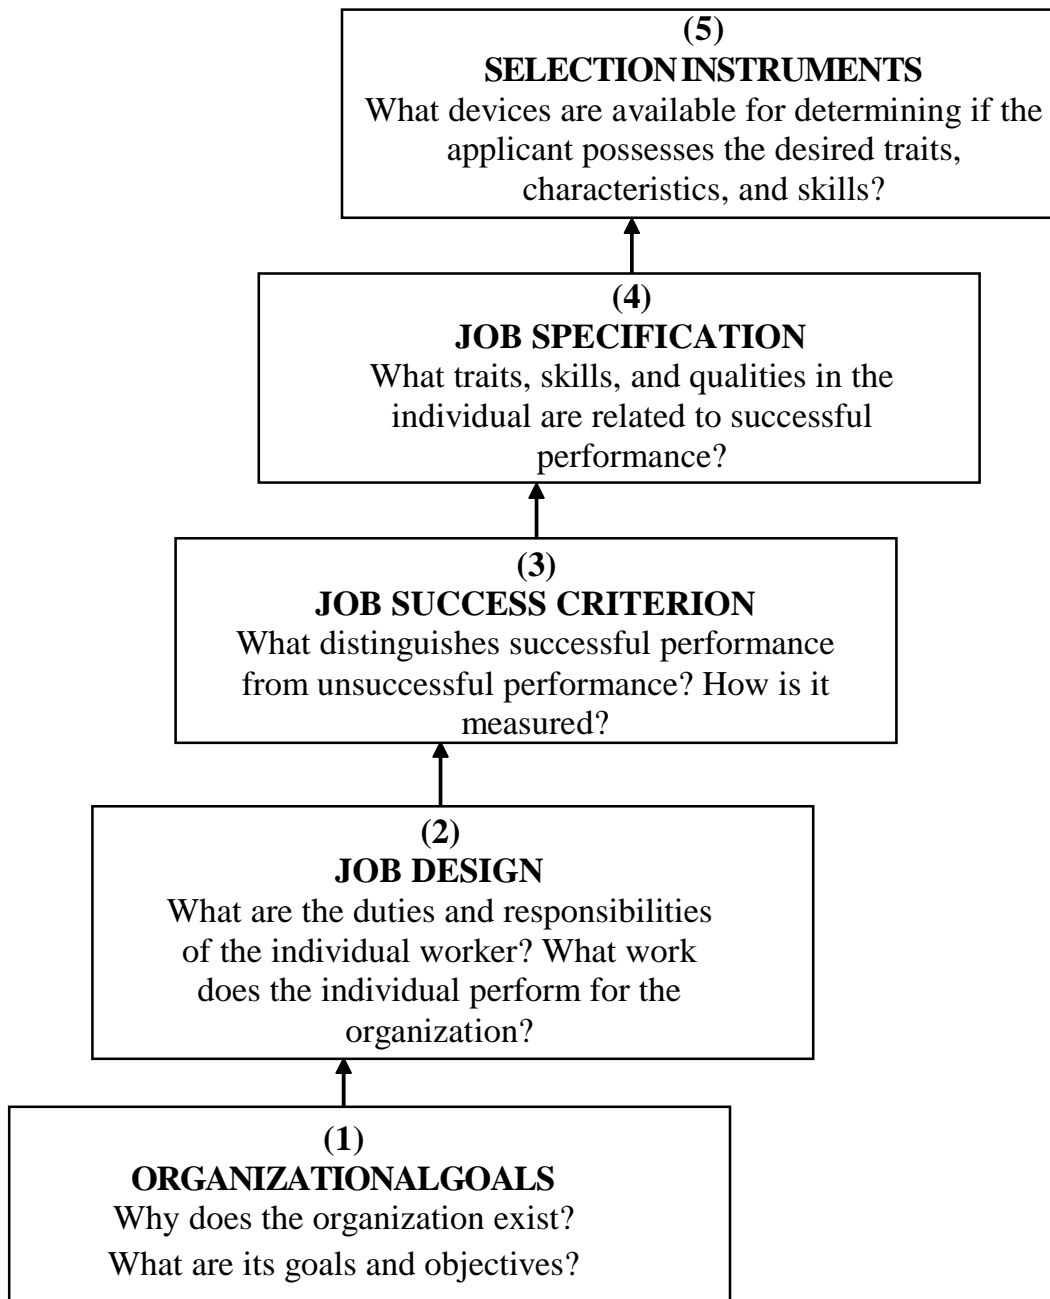 (5)
SELECTION INSTRUMENTS
What devices are available for determining if the
applicant possesses the desired traits,
characteristics, and skills?
(4)
JOB SPECIFICATION
What traits, skills, and qualities in the
individual are related to successful
performance?
(3)
JOB SUCCESS CRITERION
What distinguishes successful performance
from unsuccessful performance? How is it
measured?
(2)
JOB DESIGN
What are the duties and responsibilities
of the individual worker? What work
does the individual perform for the
organization?
(1)
ORGANIZATIONALGOALS
Why does the organization exist?
What are its goals and objectives?